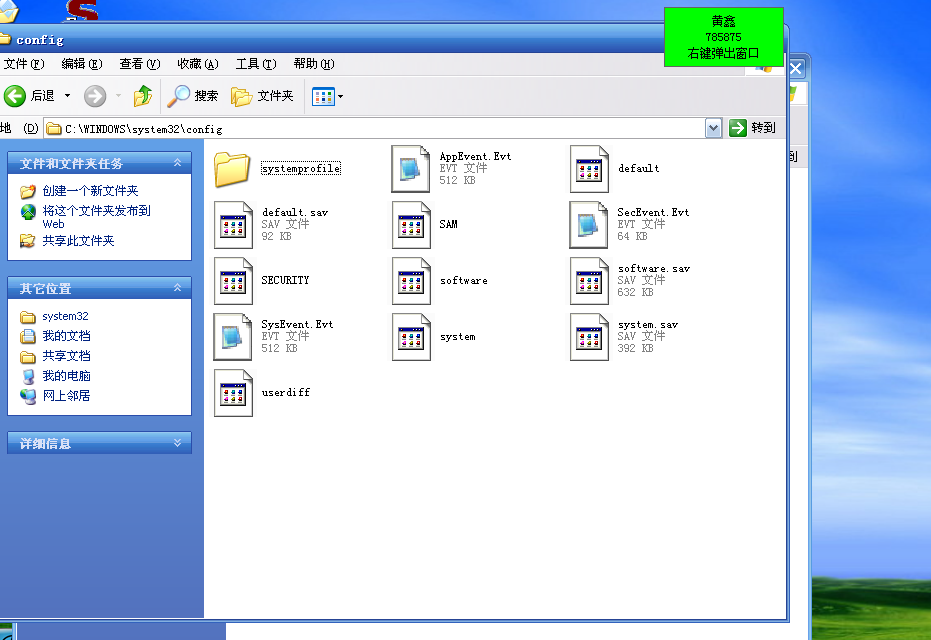 黄鑫
785875
右键弹出窗口
config
文件(F) 编辑(E) 查看(V) 收藏(A) 工具(T) 帮助(H)
后退 搜索 文件夹
地 (D) C:\WINDOWS\system32\config 转到
到
文件和文件夹任务
创建一个新文件夹
将这个文件夹发布到
Web
共享此文件夹
其它位置
system32
我的文档
共享文档
我的电脑
网上邻居
详细信息
systemprofile
AppEvent.Evt
EVT 文件
512 KB
default
default.sav
SAV 文件
92 KB
SAM
SecEvent.Evt
EVT 文件
64 KB
SECURITY
software
software.sav
SAV 文件
632 KB
SysEvent.Evt
EVT 文件
512 KB
system
system.sav
SAV 文件
392 KB
userdiff